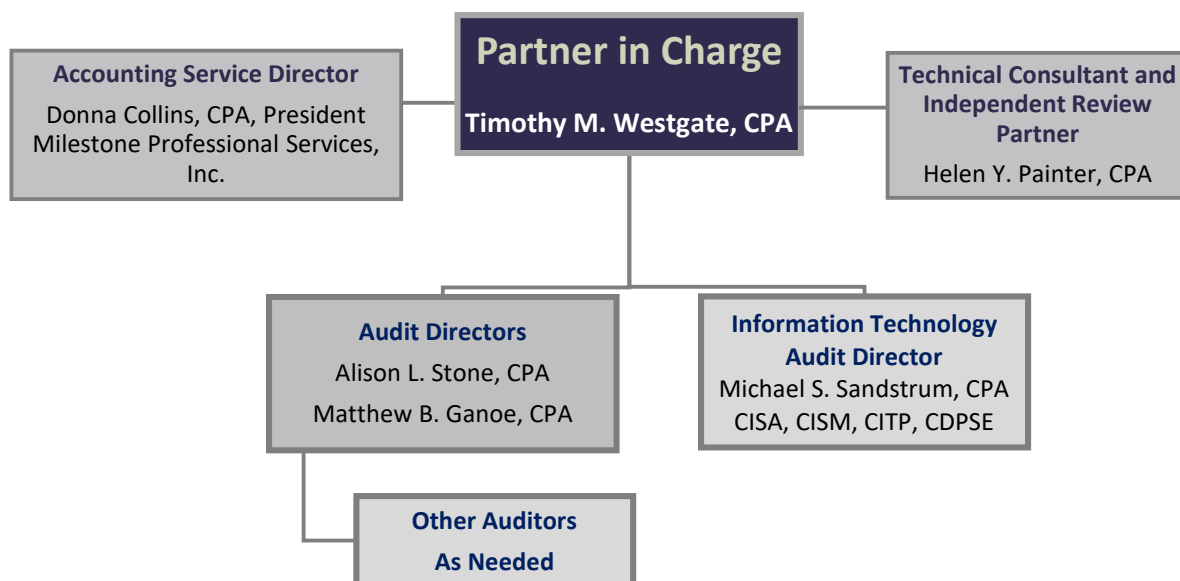 Partner in Charge
Timothy M. Westgate, CPA
Accounting Service Director
Donna Collins, CPA, President
Milestone Professional Services,
Inc.
Technical Consultant and
Independent Review
Partner
Helen Y. Painter, CPA
Audit Directors
Alison L. Stone, CPA
Matthew B. Ganoe, CPA
Information Technology
Audit Director
Michael S. Sandstrum, CPA
CISA, CISM, CITP, CDPSE
Other Auditors
As Needed